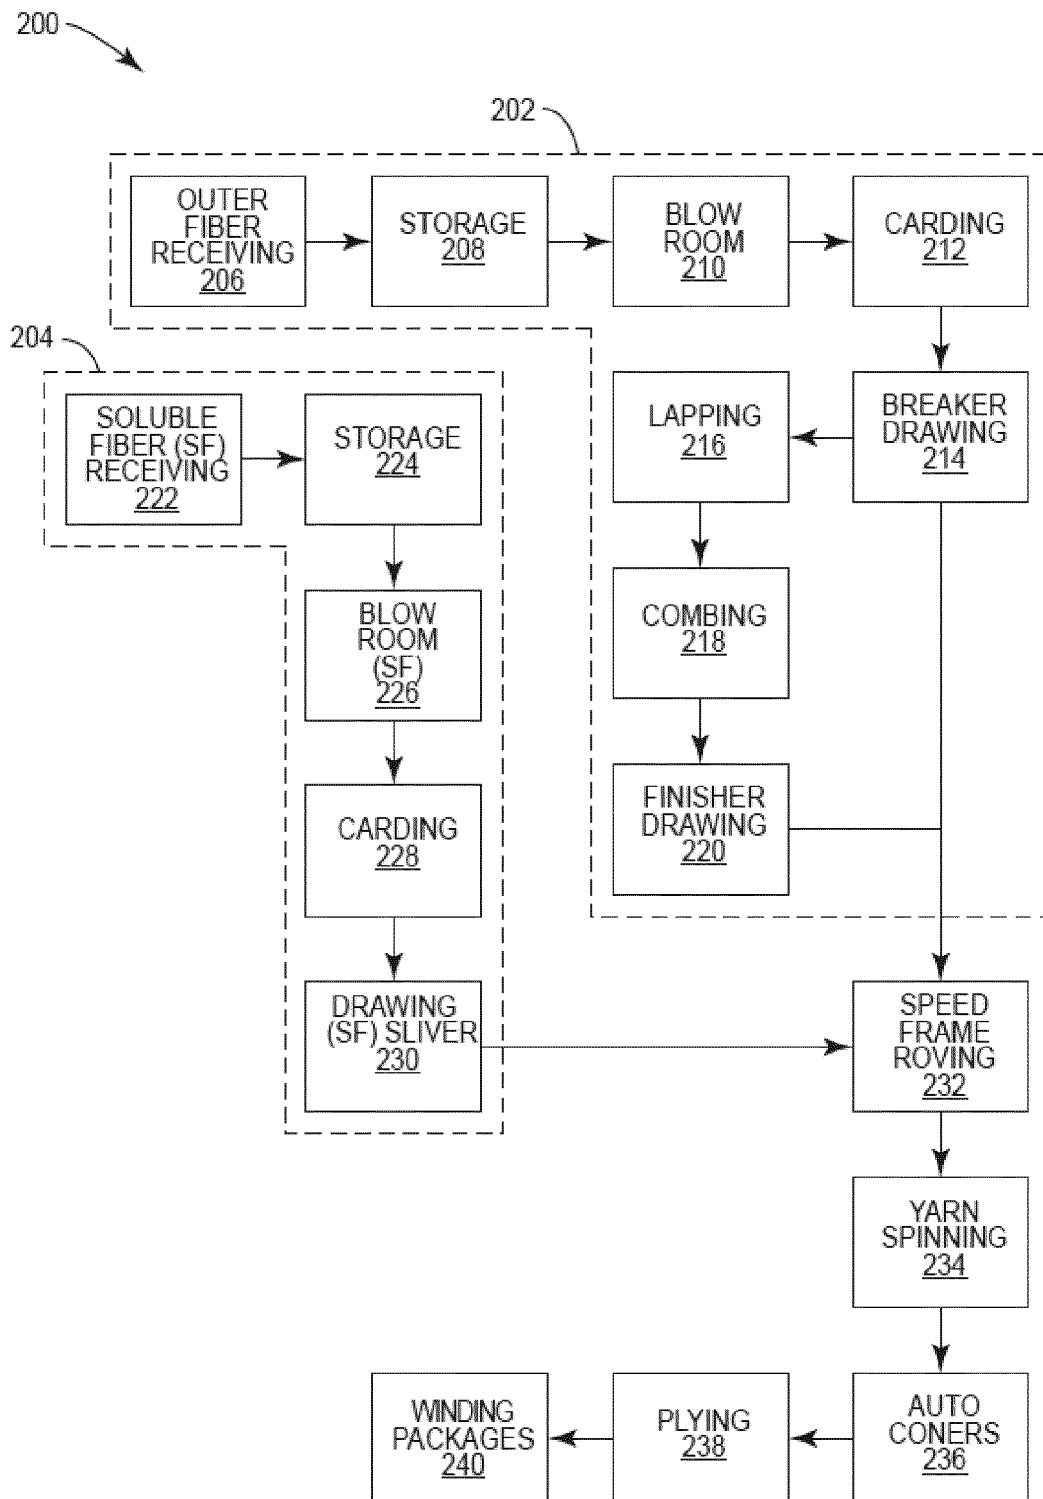 200
202
OUTER
FIBER
RECEIVING
206
STORAGE
208
BLOW
ROOM
210
CARDING
212
204
SOLUBLE
FIBER (SF)
RECEIVING
222
STORAGE
224
LAPPING
216
BREAKER
DRAWING
214
BLOW
ROOM
(SF)
226
COMBING
218
CARDING
228
FINISHER
DRAWING
220
DRAWING
(SF) SLIVER
230
SPEED
FRAME
ROVING
232
YARN
SPINNING
234
WINDING
PACKAGES
240
PLYING
238
AUTO
CONERS
236